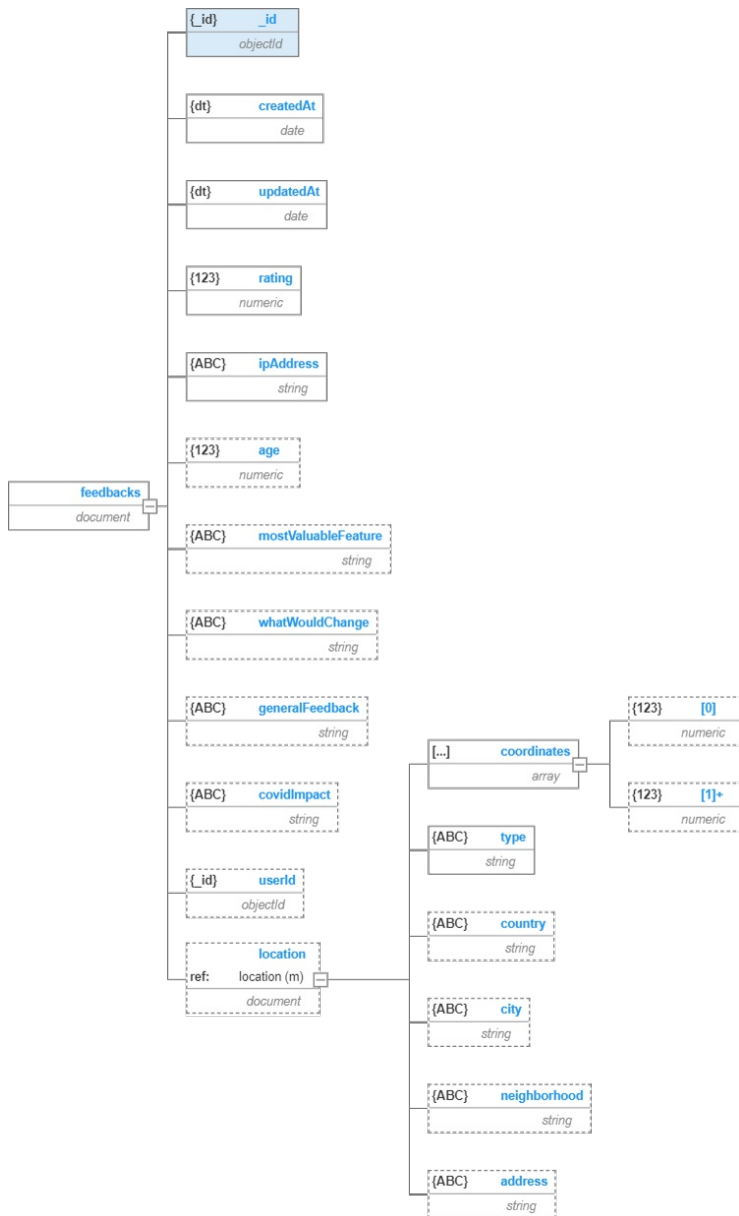 {_id} _id
objectId
{dt} createdAt
date
{dt} updatedAt
date
{123} rating
numeric
{ABC} ipAddress
string
{123} age
numeric
feedbacks
document
{ABC} mostValuableFeature
string
{ABC} whatWouldChange
string
{ABC} generalFeedback
string
{ABC} covidImpact
string
{_id} userId
objectId
location
ref: location (m)
document
[...] coordinates
array
{123} [0]
numeric
{123} [1]+
numeric
{ABC} type
string
{ABC} country
string
{ABC} city
string
{ABC} neighborhood
string
{ABC} address
string